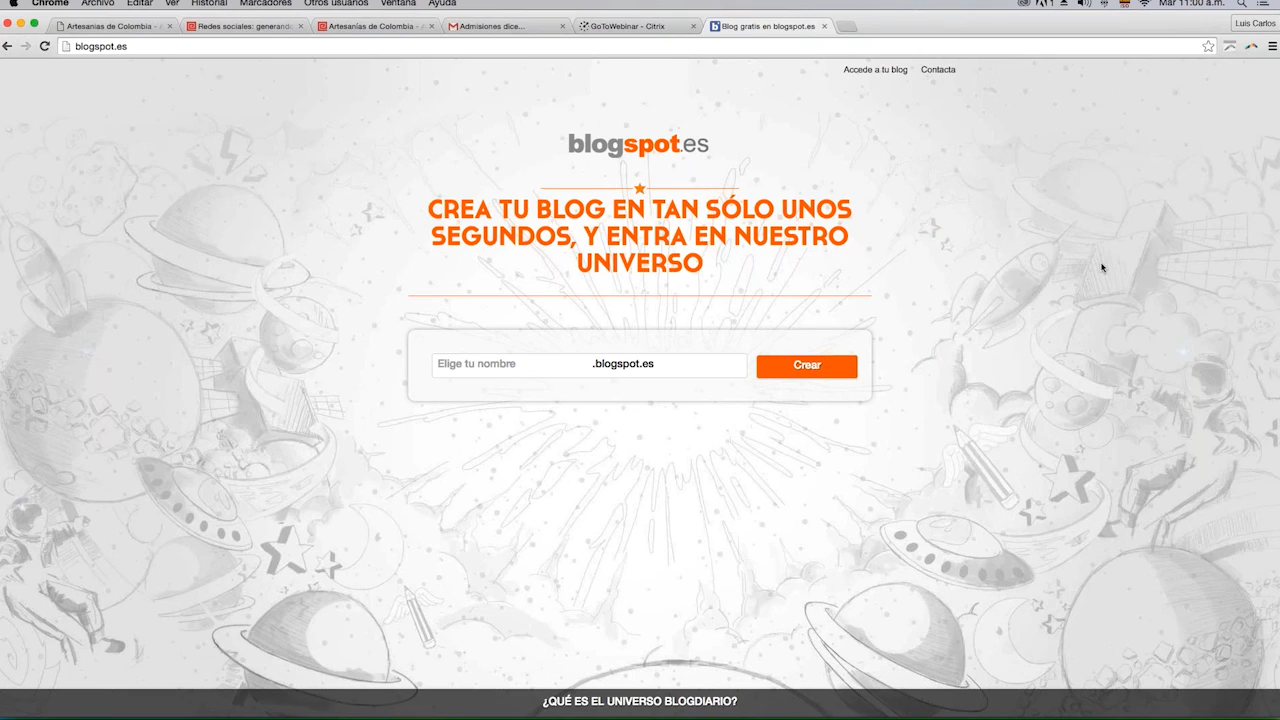 Chrome Archivo Editar Ver Historial Marcadores Otros usuarios Ventana Ayuda Mar 11:00 a.m.
Artesanías de Colombia - A Redes sociales: generando Artesanías de Colombia - A Admisiones dice... GoToWebinar - Citrix Blog gratis en blogspot.es Luis Carlos
blogspot.es
Accede a tu blog Contacta
blogspot.es
CREA TU BLOG EN TAN SÓLO UNOS
SEGUNDOS, Y ENTRA EN NUESTRO
UNIVERSO
Elige tu nombre .blogspot.es Crear
¿QUÉ ES EL UNIVERSO BLOGDIARIO?